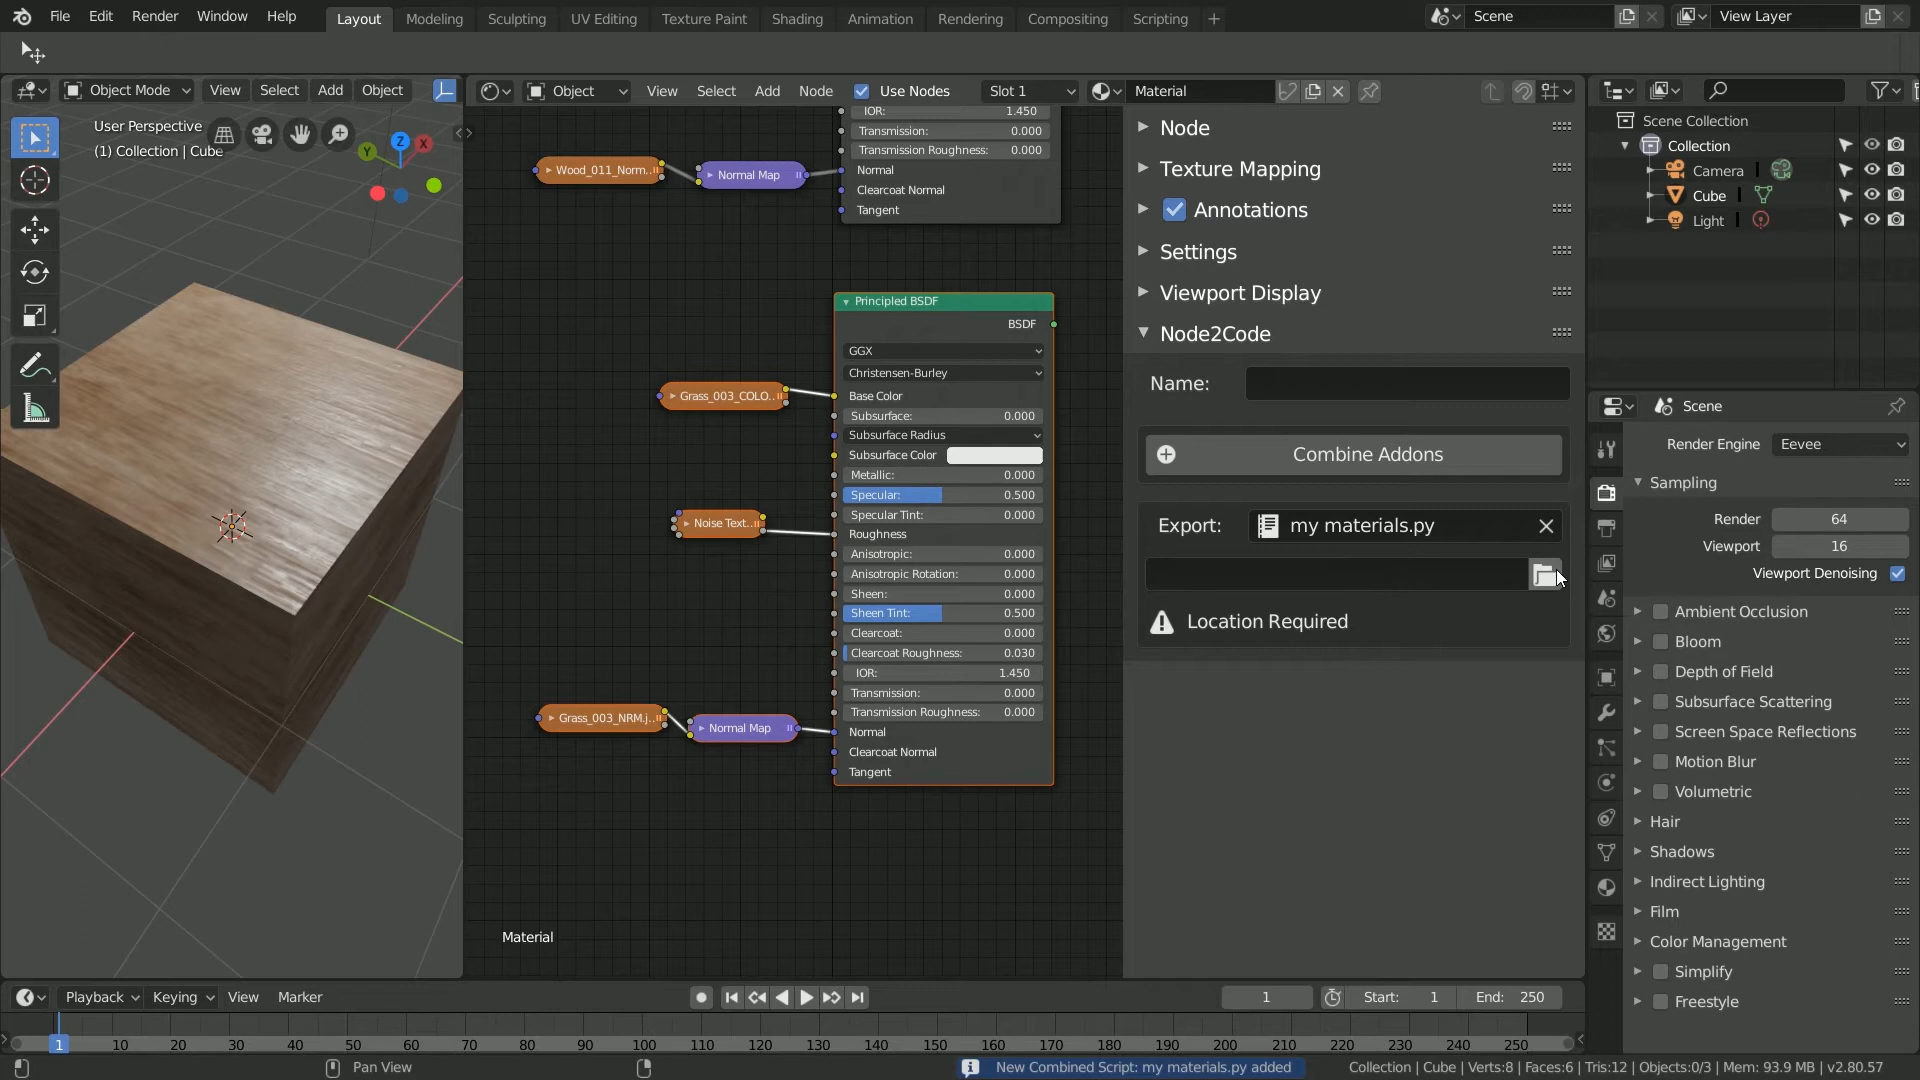 File Edit Render Window Help Layout Modeling Sculpting UV Editing Texture Paint Shading Animation Rendering Compositing Scripting + Scene View Layer
Object Mode View Select Add Object
User Perspective
(1) Collection | Cube
Z
Y
X
Object View Select Add Node Use Nodes Slot 1 Material
IOR: 1.450
Transmission: 0.000
Transmission Roughness: 0.000
Wood_011_Norm.. Normal Map Normal
Clearcoat Normal
Tangent
Principled BSDF
BSDF
GGX
Christensen-Burley
Grass_003_COLO.. Base Color
Subsurface: 0.000
Subsurface Radius
Subsurface Color
Metallic: 0.000
Specular: 0.500
Specular Tint: 0.000
Noise Text.. Roughness
Anisotropic: 0.000
Anisotropic Rotation: 0.000
Sheen: 0.000
Sheen Tint: 0.500
Clearcoat: 0.000
Clearcoat Roughness: 0.030
IOR: 1.450
Transmission: 0.000
Transmission Roughness: 0.000
Grass_003_NRM.j.. Normal Map Normal
Clearcoat Normal
Tangent
Material
Node
Texture Mapping
Annotations
Settings
Viewport Display
Node2Code
Name:
Combine Addons
Export: my materials.py
Location Required
Scene Collection
Collection
Camera
Cube
Light
Scene
Render Engine Eevee
Sampling
Render 64
Viewport 16
Viewport Denoising
Ambient Occlusion
Bloom
Depth of Field
Subsurface Scattering
Screen Space Reflections
Motion Blur
Volumetric
Hair
Shadows
Indirect Lighting
Film
Color Management
Simplify
Freestyle
Playback Keying View Marker 1 Start: 1 End: 250
1 10 20 30 40 50 60 70 80 90 100 110 120 130 140 150 160 170 180 190 200 210 220 230 240 250
Pan View New Combined Script: my materials.py added Collection | Cube | Verts:8 | Faces:6 | Tris:12 | Objects:0/3 | Mem: 93.9 MB | v2.80.57